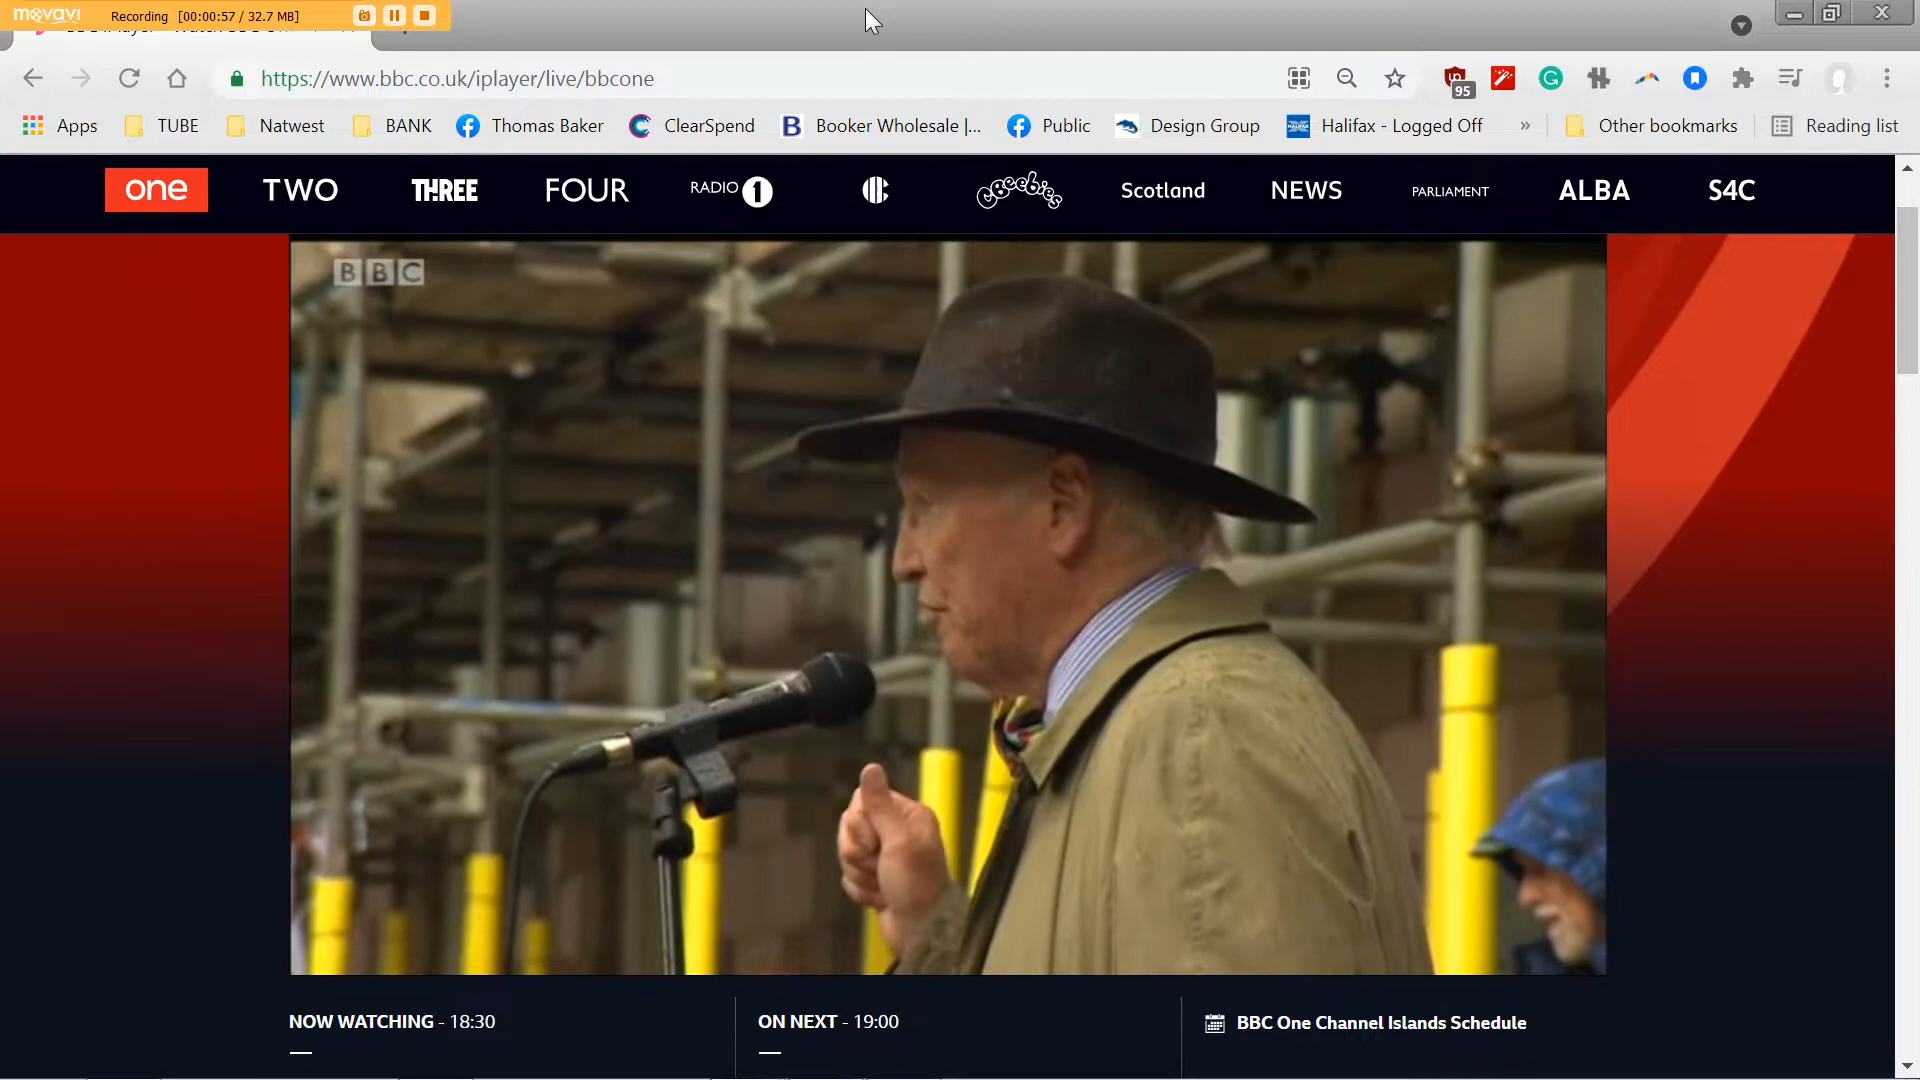 movavi Recording [00:00:57 / 32.7 MB]
https://www.bbc.co.uk/iplayer/live/bbcone
95
Apps TUBE Natwest BANK Thomas Baker ClearSpend B Booker Wholesale |... Public Design Group Halifax - Logged Off » Other bookmarks Reading list
one TWO THREE FOUR RADIO 1 CBBC CBeebies Scotland NEWS PARLIAMENT ALBA S4C
BBC
NOW WATCHING - 18:30 ON NEXT - 19:00 BBC One Channel Islands Schedule